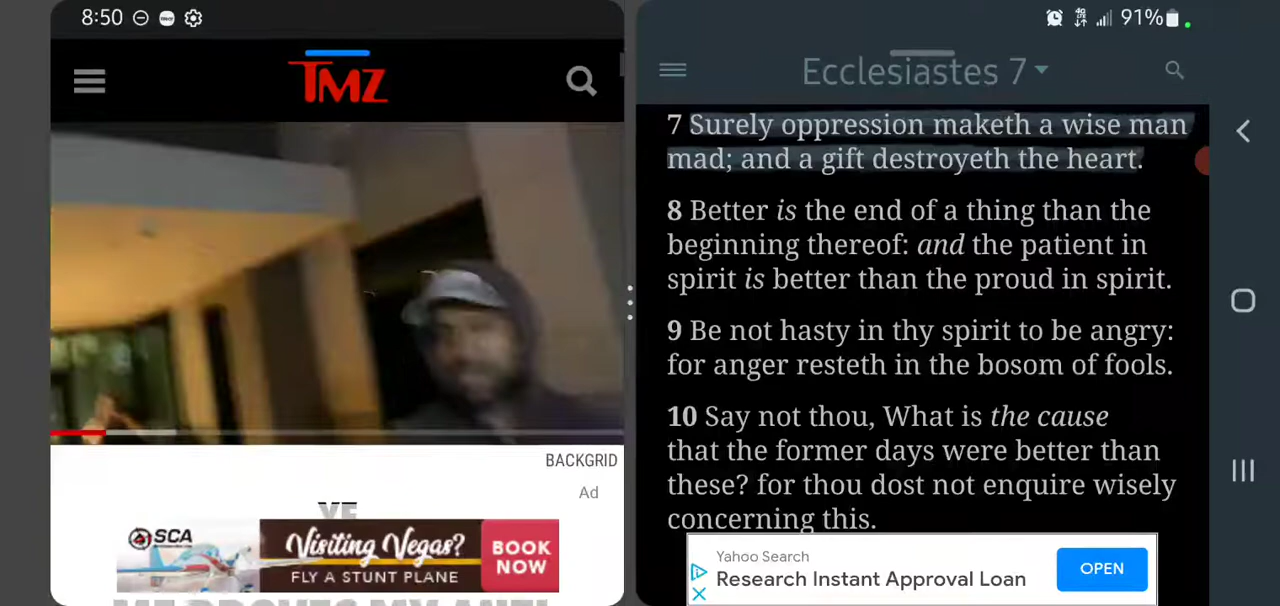 8:50
TMZ
BACKGRID
Ad
YE
SCA
Visiting Vegas?
FLY A STUNT PLANE
BOOK
NOW
4G
91%
Ecclesiastes 7
7 Surely oppression maketh a wise man
mad; and a gift destroyeth the heart.
8 Better is the end of a thing than the
beginning thereof: and the patient in
spirit is better than the proud in spirit.
9 Be not hasty in thy spirit to be angry:
for anger resteth in the bosom of fools.
10 Say not thou, What is the cause
that the former days were better than
these? for thou dost not enquire wisely
concerning this.
Yahoo Search
Research Instant Approval Loan
OPEN